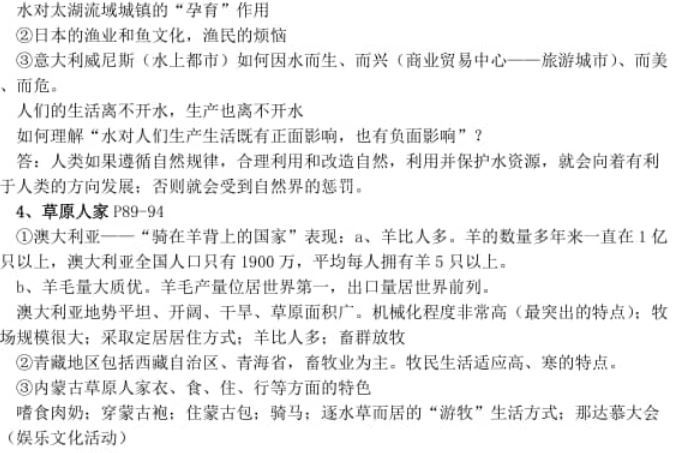 水对太湖流域城镇的“孕育”作用
②日本的渔业和鱼文化，渔民的烦恼
③意大利威尼斯（水上都市）如何因水而生、而兴（商业贸易中心——旅游城市）、而美
、而危。
人们的生活离不开水，生产也离不开水
如何理解“水对人们生产生活既有正面影响，也有负面影响”？
答：人类如果遵循自然规律，合理利用和改造自然，利用并保护水资源，就会向着有利
于人类的方向发展；否则就会受到自然界的惩罚。
4、草原人家 P89-94
①澳大利亚——“骑在羊背上的国家”表现：a、羊比人多。羊的数量多年来一直在 1 亿
只以上，澳大利亚全国人口只有 1900 万，平均每人拥有羊 5 只以上。
b、羊毛量大质优。羊毛产量位居世界第一，出口量居世界前列。
澳大利亚地势平坦、开阔、干旱、草原面积广。机械化程度非常高（最突出的特点）；牧
场规模很大；采取定居居住方式；羊比人多；畜群放牧
②青藏地区包括西藏自治区、青海省，畜牧业为主。牧民生活适应高、寒的特点。
③内蒙古草原人家衣、食、住、行等方面的特色
嗜食肉奶；穿蒙古袍；住蒙古包；骑马；逐水草而居的“游牧”生活方式；那达慕大会
（娱乐文化活动）